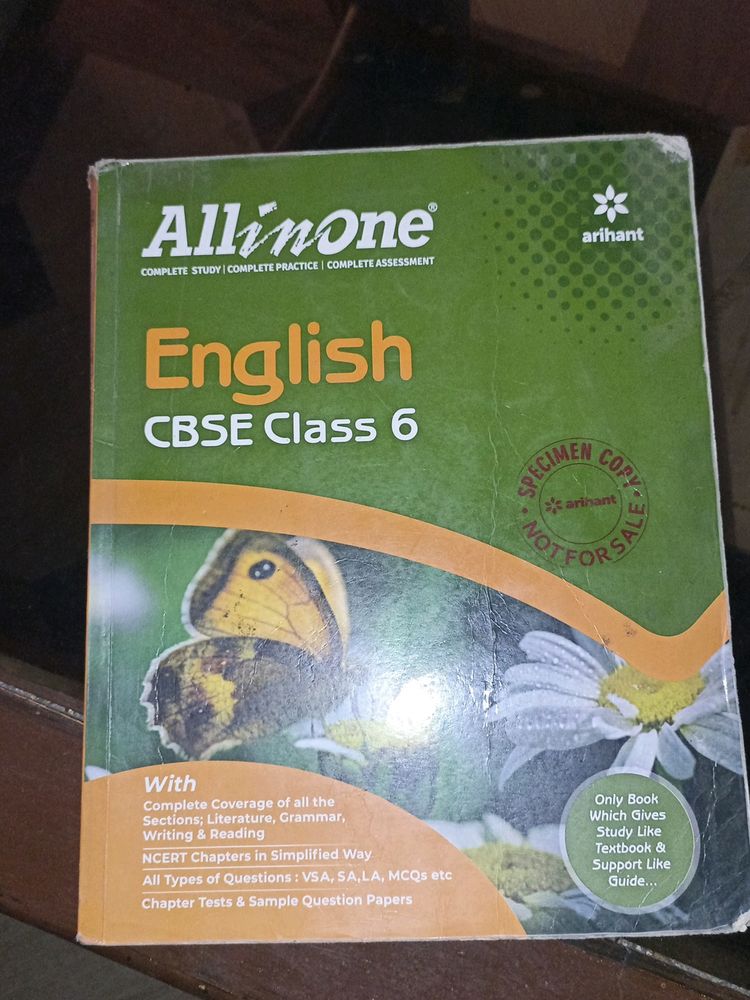 All in One®
COMPLETE STUDY | COMPLETE PRACTICE | COMPLETE ASSESSMENT
arihant
English
CBSE Class 6
SPECIMEN COPY
arihant
NOT FOR SALE
With
Complete Coverage of all the
Sections; Literature, Grammar,
Writing & Reading
NCERT Chapters in Simplified Way
All Types of Questions : VSA, SA, LA, MCQs etc
Chapter Tests & Sample Question Papers
Only Book
Which Gives
Study Like
Textbook &
Support Like
Guide...